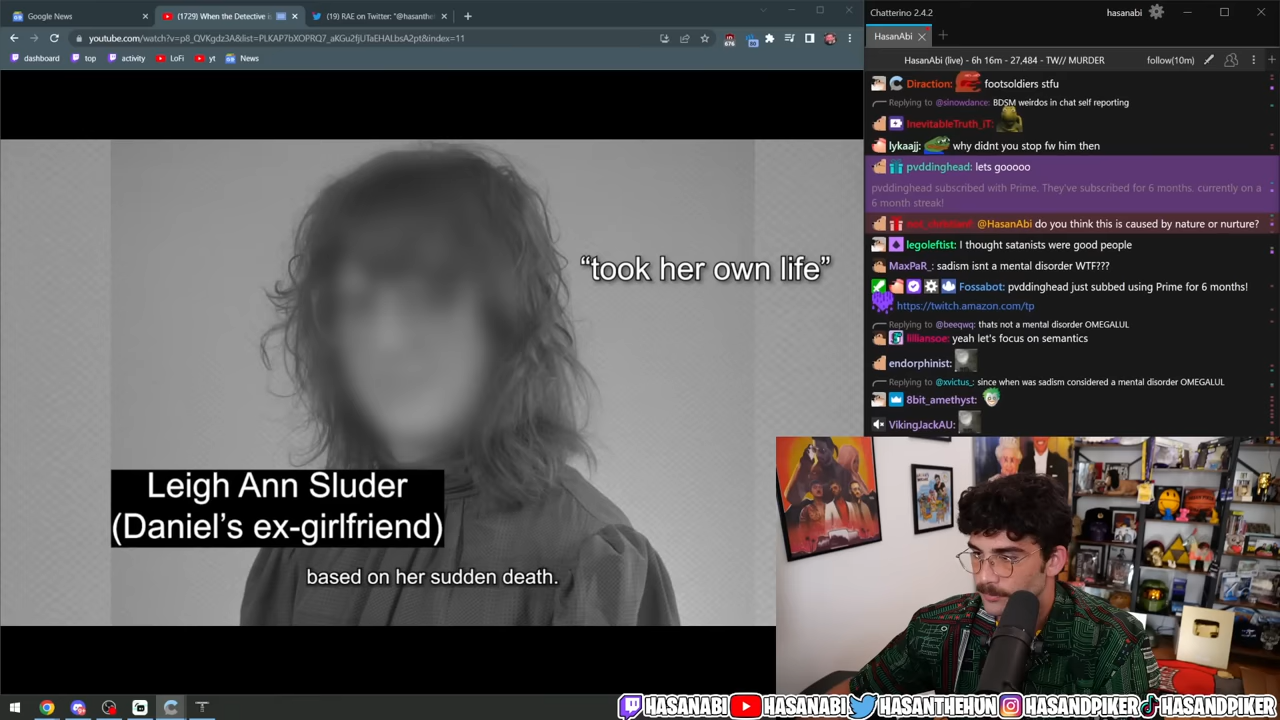 Google News
(1729) When the Detective is
(19) RAE on Twitter: "@hasanthe
youtube.com/watch?v=p8_QVKgdz3A&list=PLKAP7bXOPRQ7_aKGu2fjUTaEHALbsA2pt&index=11
dashboard
top
activity
LoFi
yt
News
“took her own life”
Leigh Ann Sluder
(Daniel’s ex-girlfriend)
based on her sudden death.
Chatterino 2.4.2
hasanabi
HasanAbi
HasanAbi (live) - 6h 16m - 27,484 - TW// MURDER
follow(10m)
Diraction: footsoldiers stfu
Replying to @sinowdance: BDSM weirdos in chat self reporting
InevitableTruth_iT:
lykaajj: why didnt you stop fw him then
pvddinghead: lets gooooo
pvddinghead subscribed with Prime. They've subscribed for 6 months, currently on a
6 month streak!
@HasanAbi do you think this is caused by nature or nurture?
legoleftist: I thought satanists were good people
MaxPaR_: sadism isnt a mental disorder WTF???
Fossabot: pvddinghead just subbed using Prime for 6 months!
https://twitch.amazon.com/tp
Replying to @beeqwq: thats not a mental disorder OMEGALUL
lilliansoe: yeah let's focus on semantics
endorphinist:
Replying to @xvictus_: since when was sadism considered a mental disorder OMEGALUL
8bit_amethyst:
VikingJackAU:
HASANABI
HASANABI
HASANTHEHUN
HASANDPIKER
HASANDPIKER